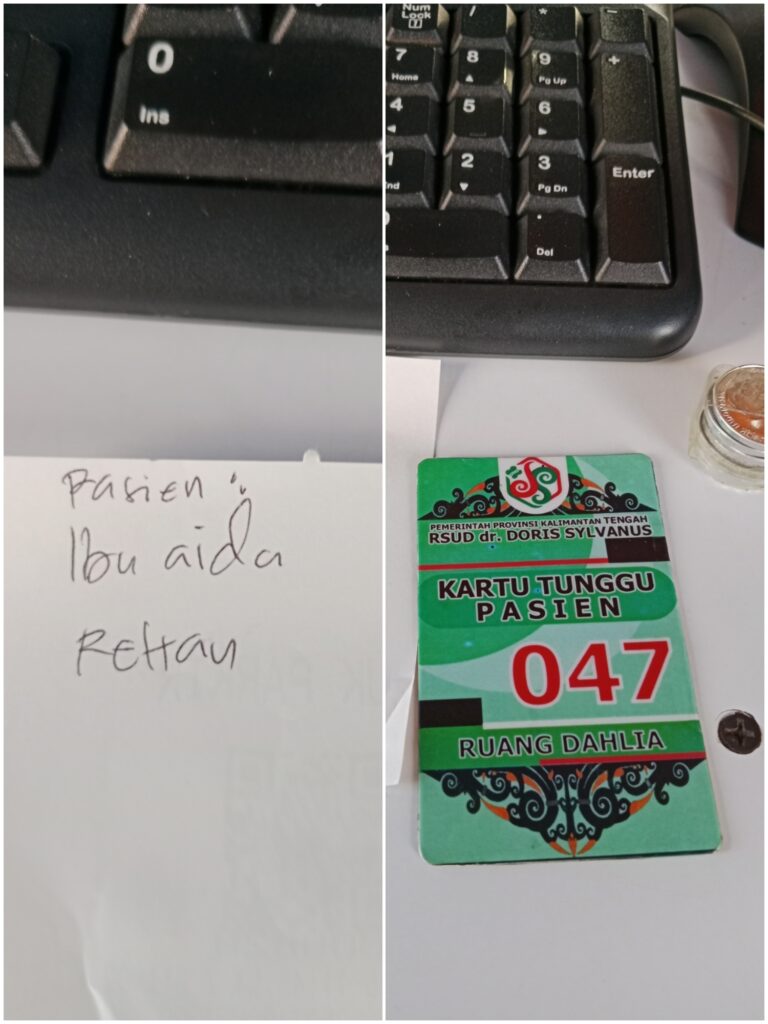 0
Ins
Pasien :
Ibu aida
Rehan
Num
Lock
/
*
-
7
Home
8
9
Pg Up
+
4
5
6
1
End
2
3
Pg Dn
Enter
.
Del
PEMERINTAH PROVINSI KALIMANTAN TENGAH
RSUD dr. DORIS SYLVANUS
KARTU TUNGGU
PASIEN
047
RUANG DAHLIA